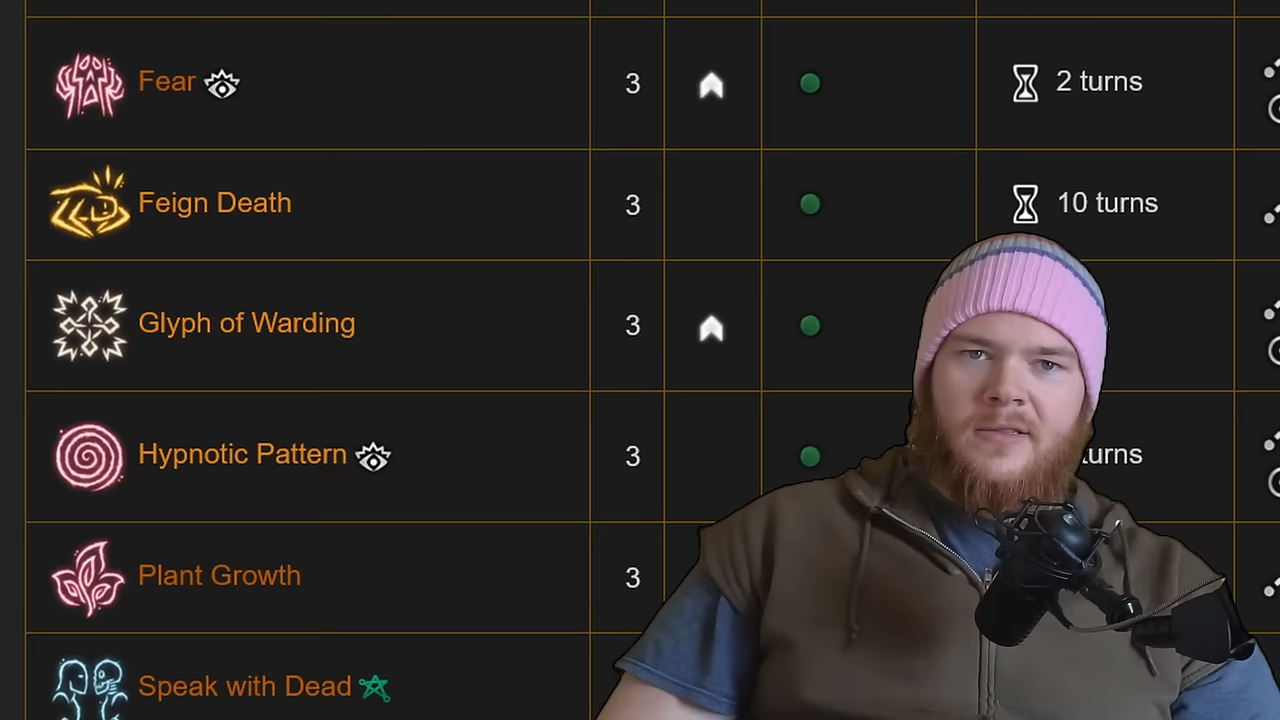 Fear 3 2 turns
Feign Death 3 10 turns
Glyph of Warding 3
Hypnotic Pattern 3 turns
Plant Growth 3
Speak with Dead